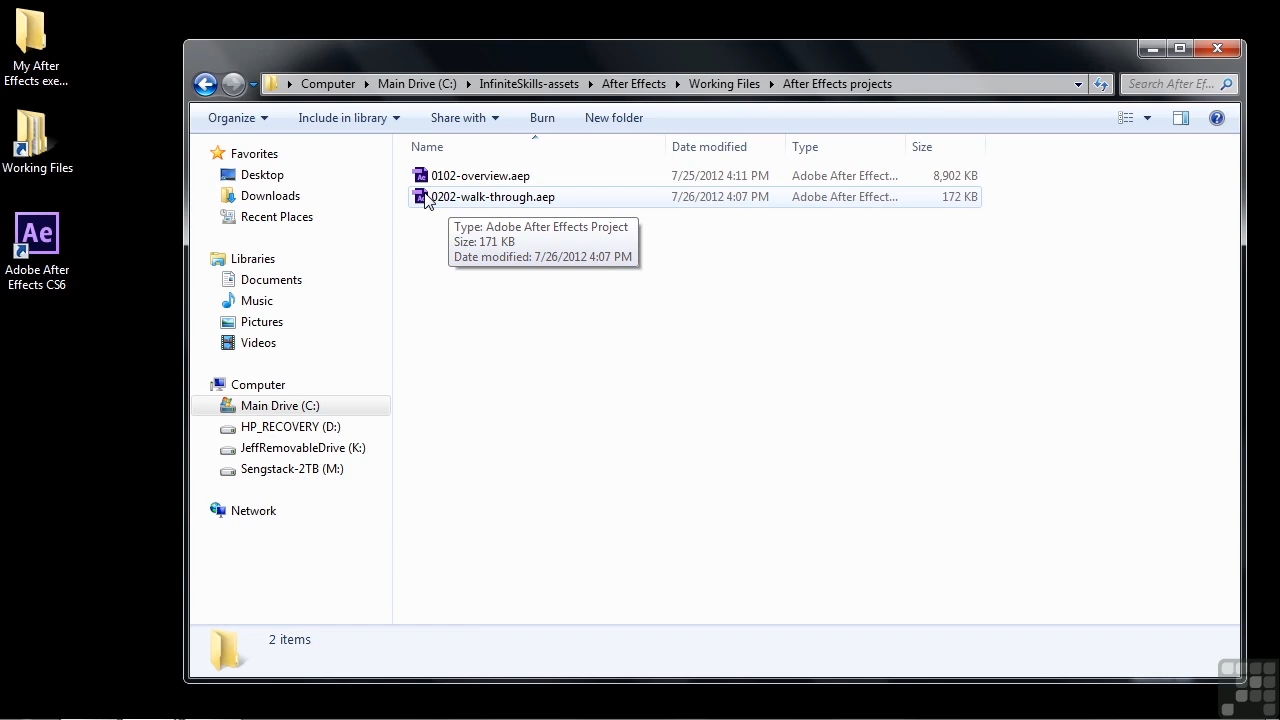 My After
Effects exe...
Working Files
Ae
Adobe After
Effects CS6
Computer
Main Drive (C:)
InfiniteSkills-assets
After Effects
Working Files
After Effects projects
Search After Ef...
Organize
Include in library
Share with
Burn
New folder
Favorites
Desktop
Downloads
Recent Places
Libraries
Documents
Music
Pictures
Videos
Computer
Main Drive (C:)
HP_RECOVERY (D:)
JeffRemovableDrive (K:)
Sengstack-2TB (M:)
Network
Name Date modified Type Size
0102-overview.aep 7/25/2012 4:11 PM Adobe After Effect... 8,902 KB
0202-walk-through.aep 7/26/2012 4:07 PM Adobe After Effect... 172 KB
Type: Adobe After Effects Project
Size: 171 KB
Date modified: 7/26/2012 4:07 PM
2 items